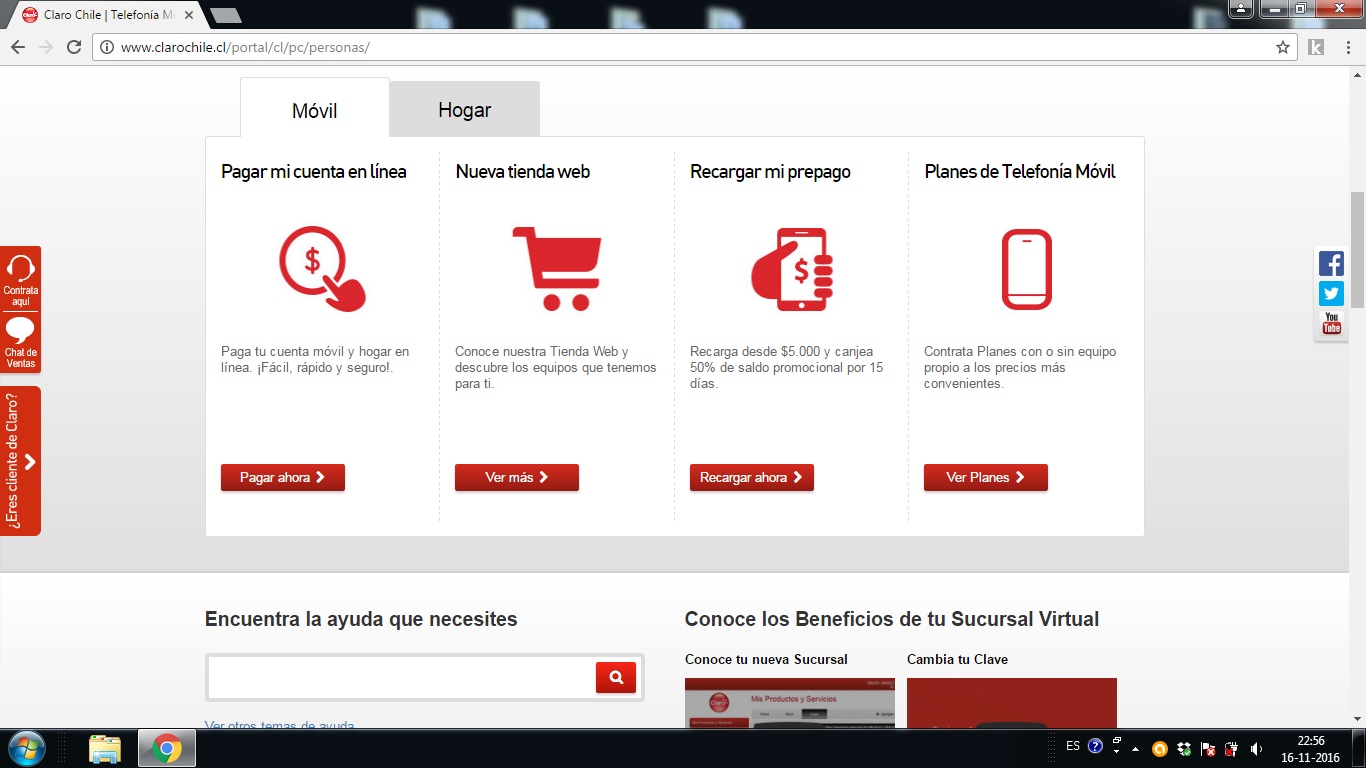 Claro Chile | Telefonía Mó
www.clarochile.cl/portal/cl/pc/personas/
Móvil
Hogar
Pagar mi cuenta en línea
Paga tu cuenta móvil y hogar en
línea. ¡Fácil, rápido y seguro!.
Pagar ahora
Nueva tienda web
Conoce nuestra Tienda Web y
descubre los equipos que tenemos
para ti.
Ver más
Recargar mi prepago
$
Recarga desde $5.000 y canjea
50% de saldo promocional por 15
días.
Recargar ahora
Planes de Telefonía Móvil
Contrata Planes con o sin equipo
propio a los precios más
convenientes.
Ver Planes
$
Contrata
aquí
Chat de
Ventas
¿Eres cliente de Claro?
You
Tube
Encuentra la ayuda que necesites
Ver otros temas de ayuda
Conoce los Beneficios de tu Sucursal Virtual
Conoce tu nueva Sucursal
Claro
Mis Productos y Servicios
Cambia tu Clave
ES
22:56
16-11-2016